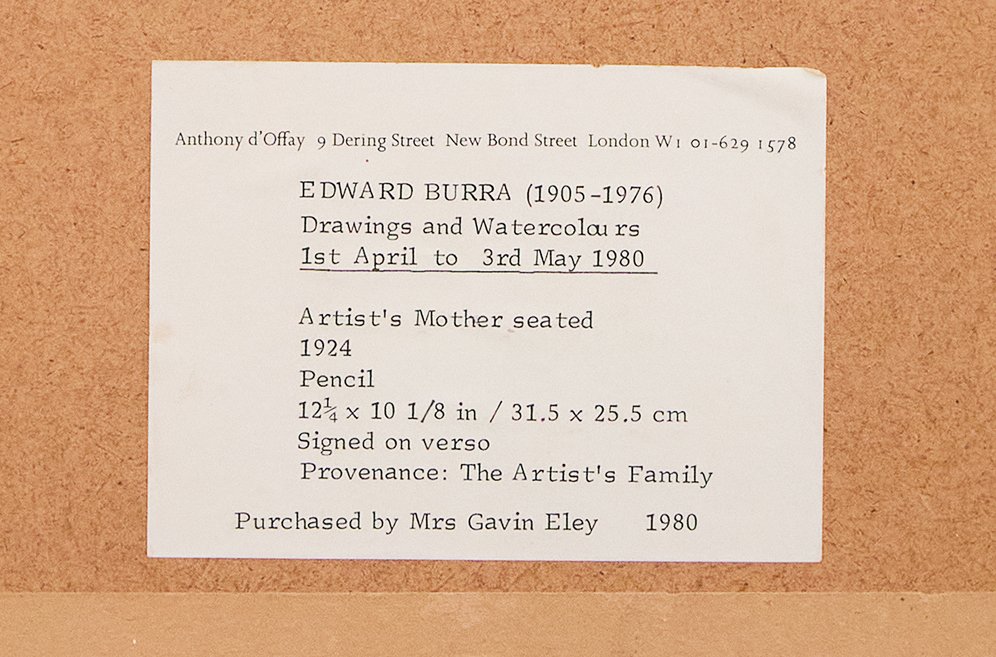 Anthony d'Offay 9 Dering Street New Bond Street London W1 01-629 1578
EDWARD BURRA (1905-1976)
Drawings and Watercolours
1st April to 3rd May 1980
Artist's Mother seated
1924
Pencil
12¼ x 10 1/8 in / 31.5 x 25.5 cm
Signed on verso
Provenance: The Artist's Family
Purchased by Mrs Gavin Eley 1980